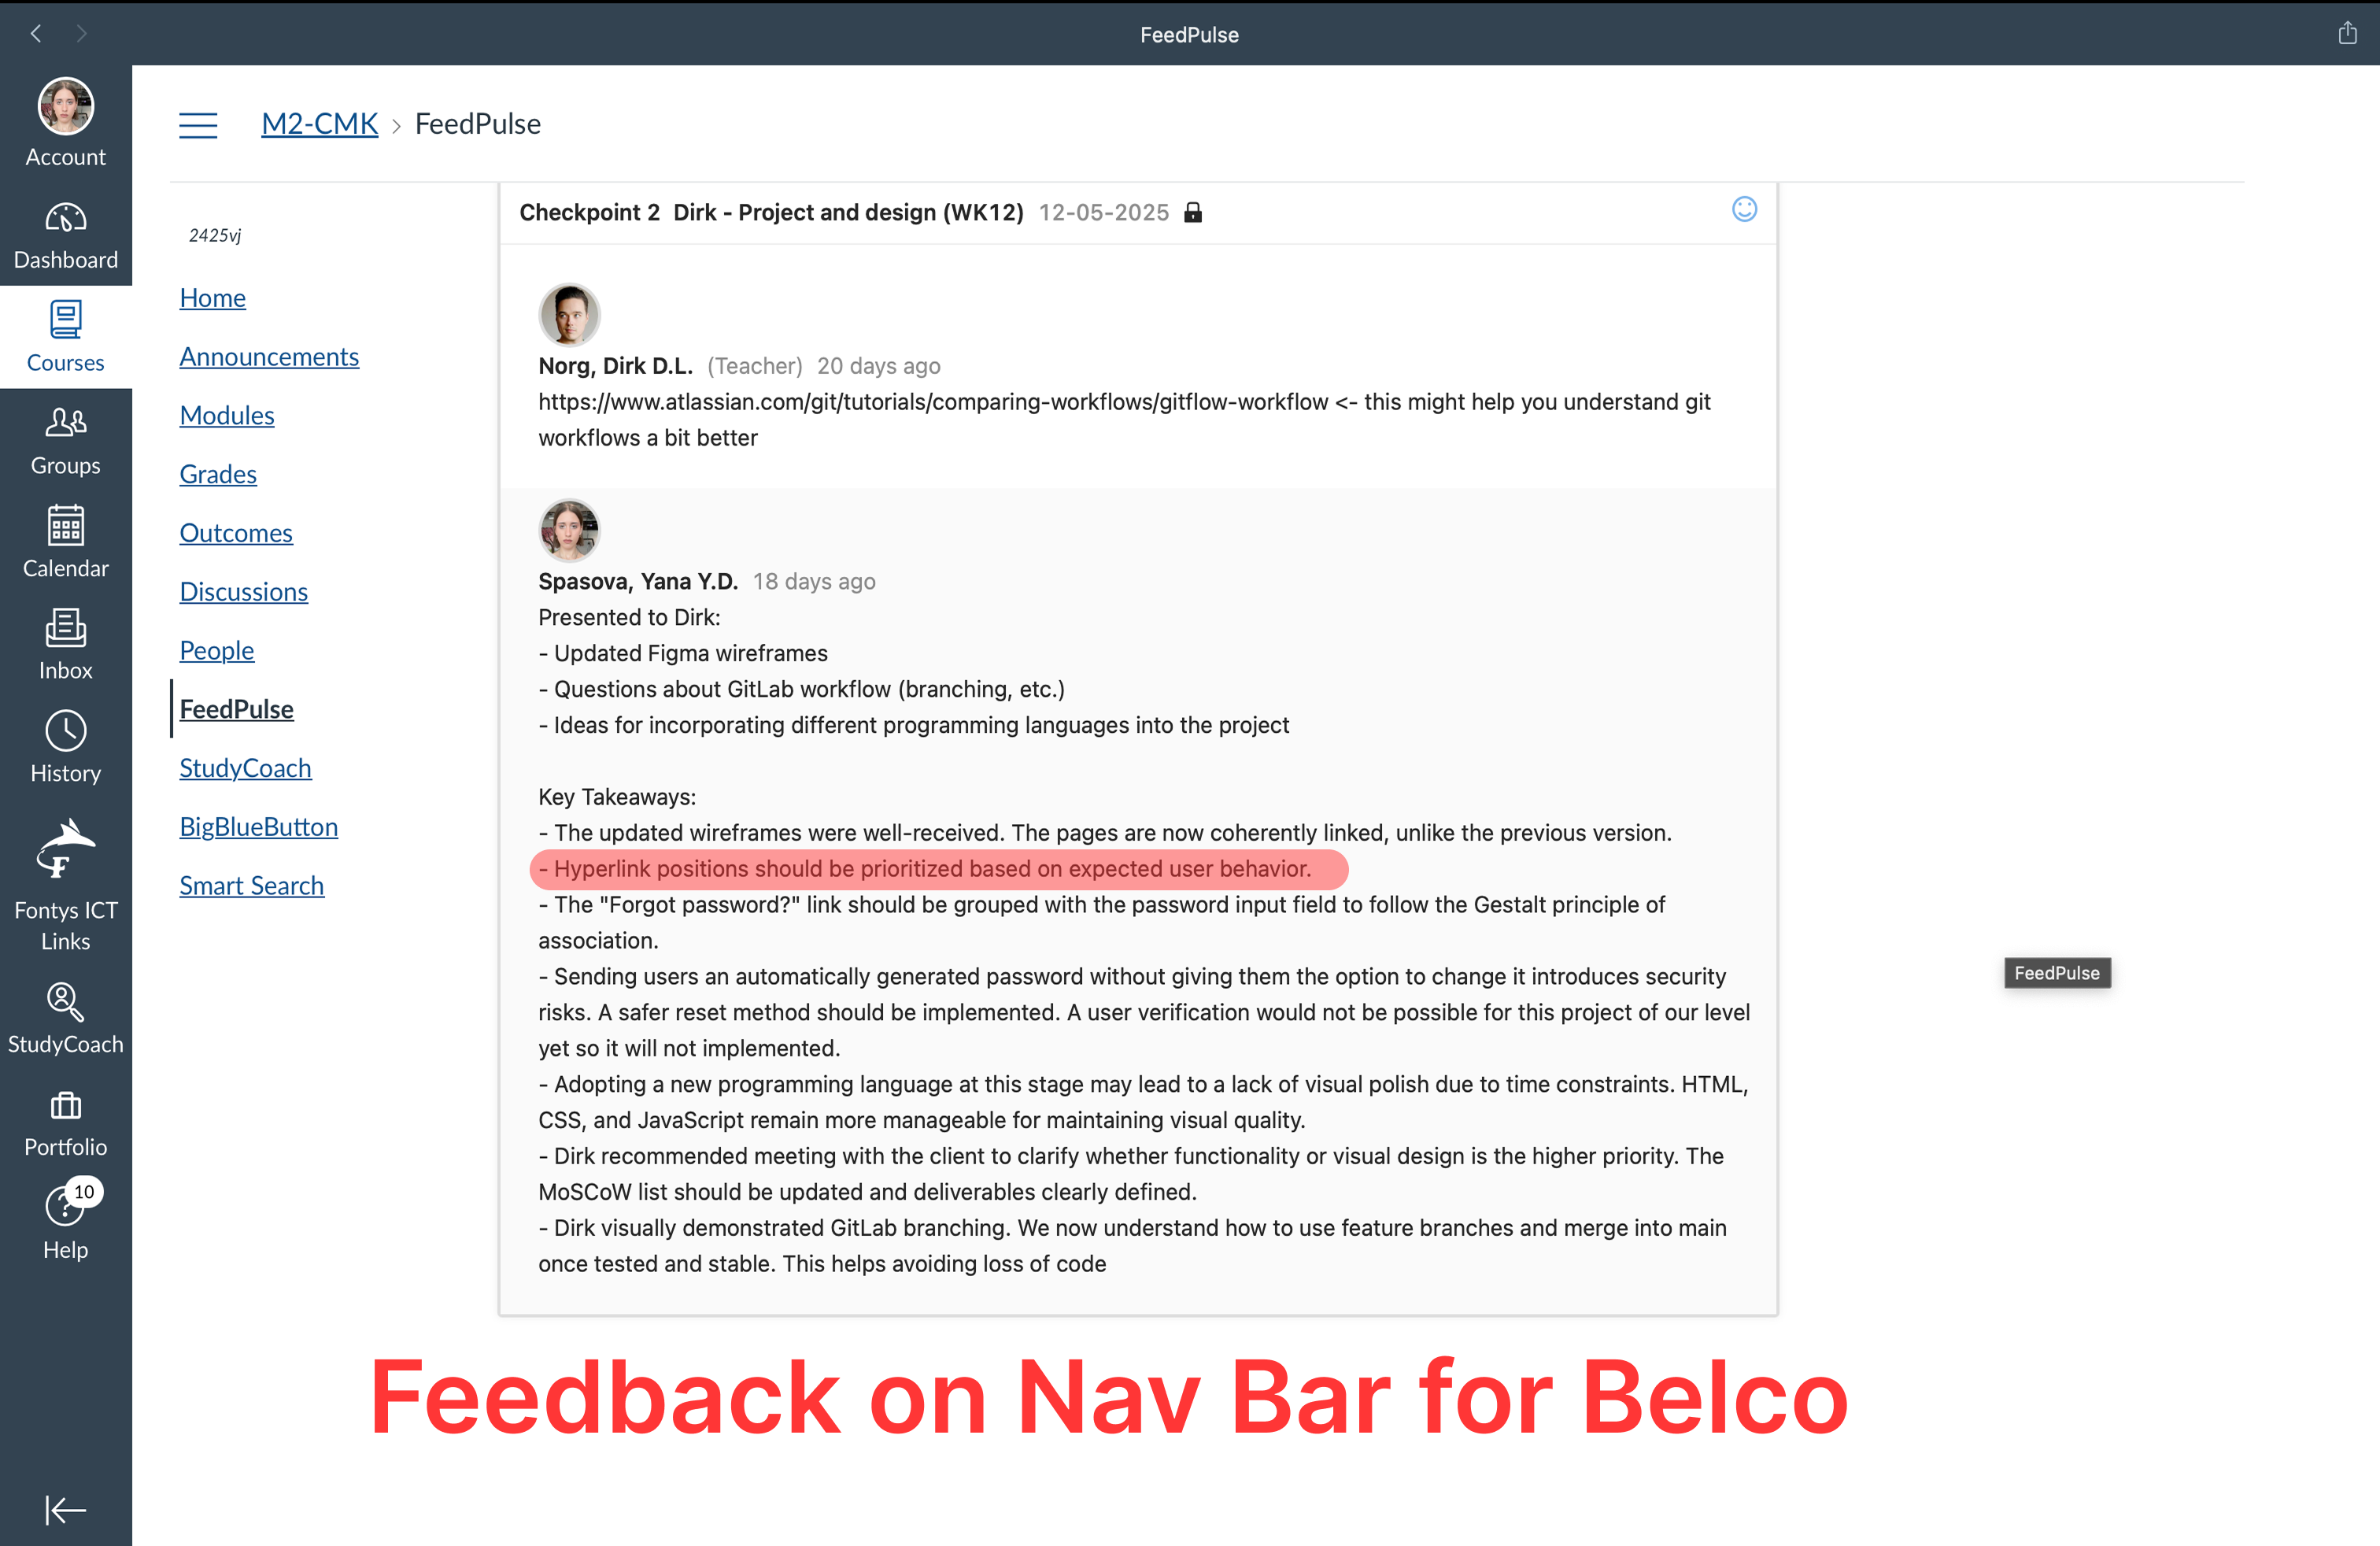 FeedPulse
Account
Dashboard
Courses
Groups
Calendar
Inbox
History
Fontys ICT
Links
StudyCoach
Portfolio
10
Help
M2-CMK > FeedPulse
2425vj
Home
Announcements
Modules
Grades
Outcomes
Discussions
People
FeedPulse
StudyCoach
BigBlueButton
Smart Search
Checkpoint 2 Dirk - Project and design (WK12) 12-05-2025
Norg, Dirk D.L. (Teacher) 20 days ago
https://www.atlassian.com/git/tutorials/comparing-workflows/gitflow-workflow <- this might help you understand git
workflows a bit better
Spasova, Yana Y.D. 18 days ago
Presented to Dirk:
- Updated Figma wireframes
- Questions about GitLab workflow (branching, etc.)
- Ideas for incorporating different programming languages into the project
Key Takeaways:
- The updated wireframes were well-received. The pages are now coherently linked, unlike the previous version.
- Hyperlink positions should be prioritized based on expected user behavior.
- The "Forgot password?" link should be grouped with the password input field to follow the Gestalt principle of
association.
- Sending users an automatically generated password without giving them the option to change it introduces security
risks. A safer reset method should be implemented. A user verification would not be possible for this project of our level
yet so it will not implemented.
- Adopting a new programming language at this stage may lead to a lack of visual polish due to time constraints. HTML,
CSS, and JavaScript remain more manageable for maintaining visual quality.
- Dirk recommended meeting with the client to clarify whether functionality or visual design is the higher priority. The
MoSCoW list should be updated and deliverables clearly defined.
- Dirk visually demonstrated GitLab branching. We now understand how to use feature branches and merge into main
once tested and stable. This helps avoiding loss of code
FeedPulse
Feedback on Nav Bar for Belco